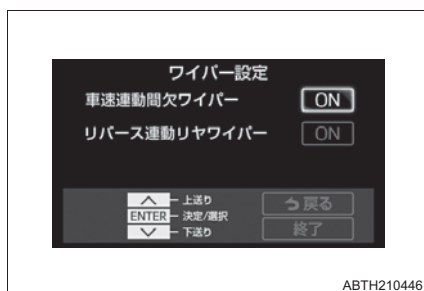 ワイパー設定
車速連動間欠ワイパー ON
リバース連動リヤワイパー ON
上送り
ENTER 決定/選択
下送り
戻る
終了
ABTH210446